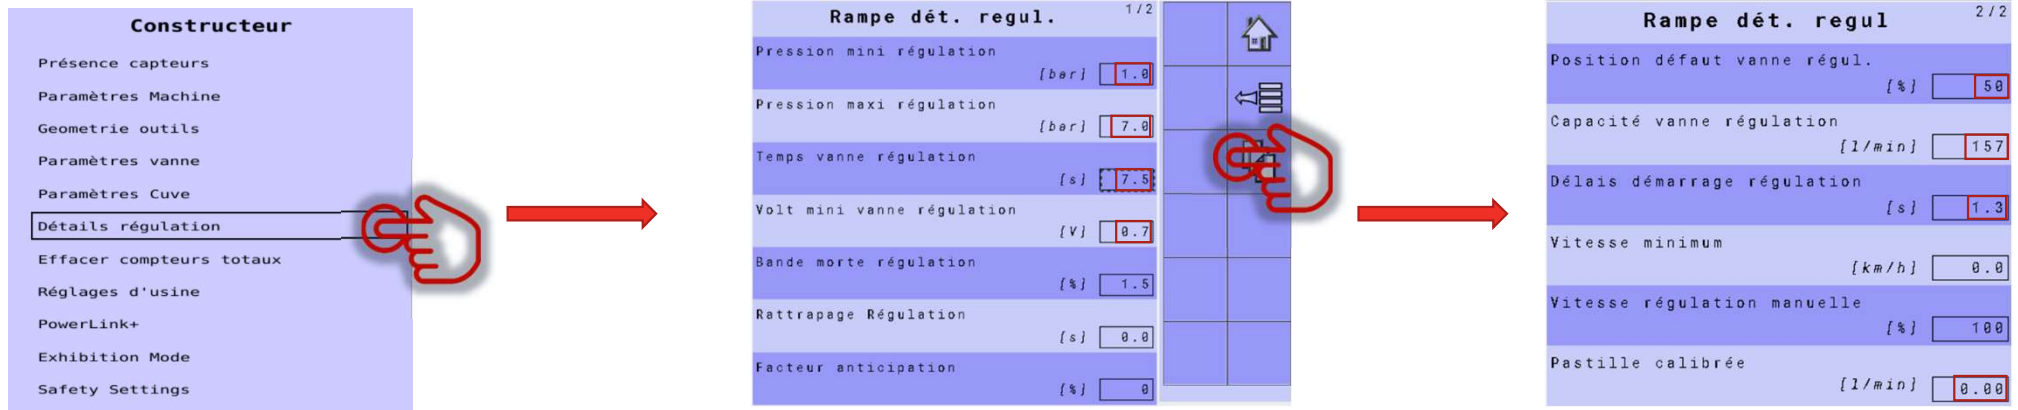 Constructeur
Présence capteurs
Paramètres Machine
Geometrie outils
Paramètres vanne
Paramètres Cuve
Détails régulation
Effacer compteurs totaux
Réglages d'usine
PowerLink+
Exhibition Mode
Safety Settings
Rampe dét. regul. 1/2
Pression mini régulation
[bar] 1.0
Pression maxi régulation
[bar] 7.0
Temps vanne régulation
[s] 7.5
Volt mini vanne régulation
[V] 0.7
Bande morte régulation
[%] 1.5
Rattrapage Régulation
[s] 0.0
Facteur anticipation
[%] 0
Rampe dét. regul 2/2
Position défaut vanne régul.
[%] 50
Capacité vanne régulation
[l/min] 157
Délais démarrage régulation
[s] 1.3
Vitesse minimum
[km/h] 0.0
Vitesse régulation manuelle
[%] 100
Pastille calibrée
[l/min] 0.00